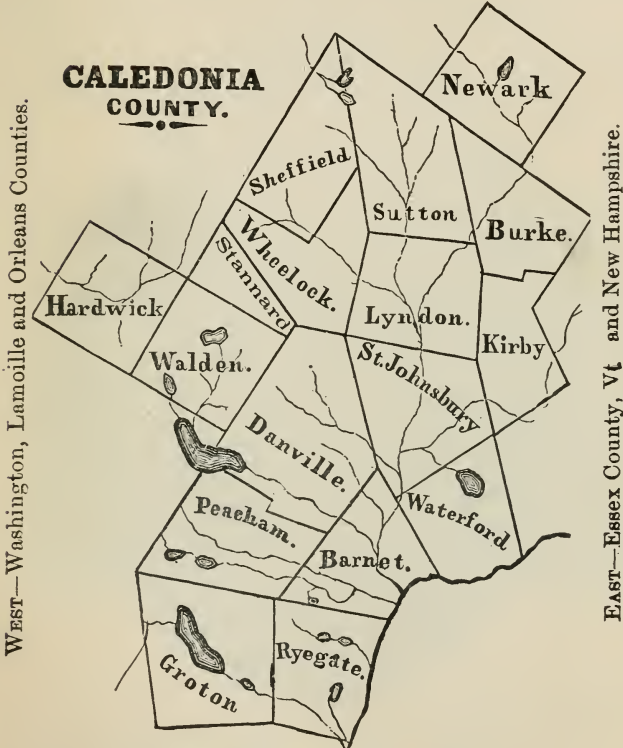 CALEDONIA
COUNTY.
WEST—Washington, Lamoille and Orleans Counties.
EAST—Essex County, Vt and New Hampshire.
Newark
Sheffield
Sutton
Burke.
Wheelock.
Stannard
Hardwick
Lyndon.
Kirby
Walden.
St. Johnsbury
Danville.
Waterford
Peacham.
Barnet.
Ryegate.
Groton